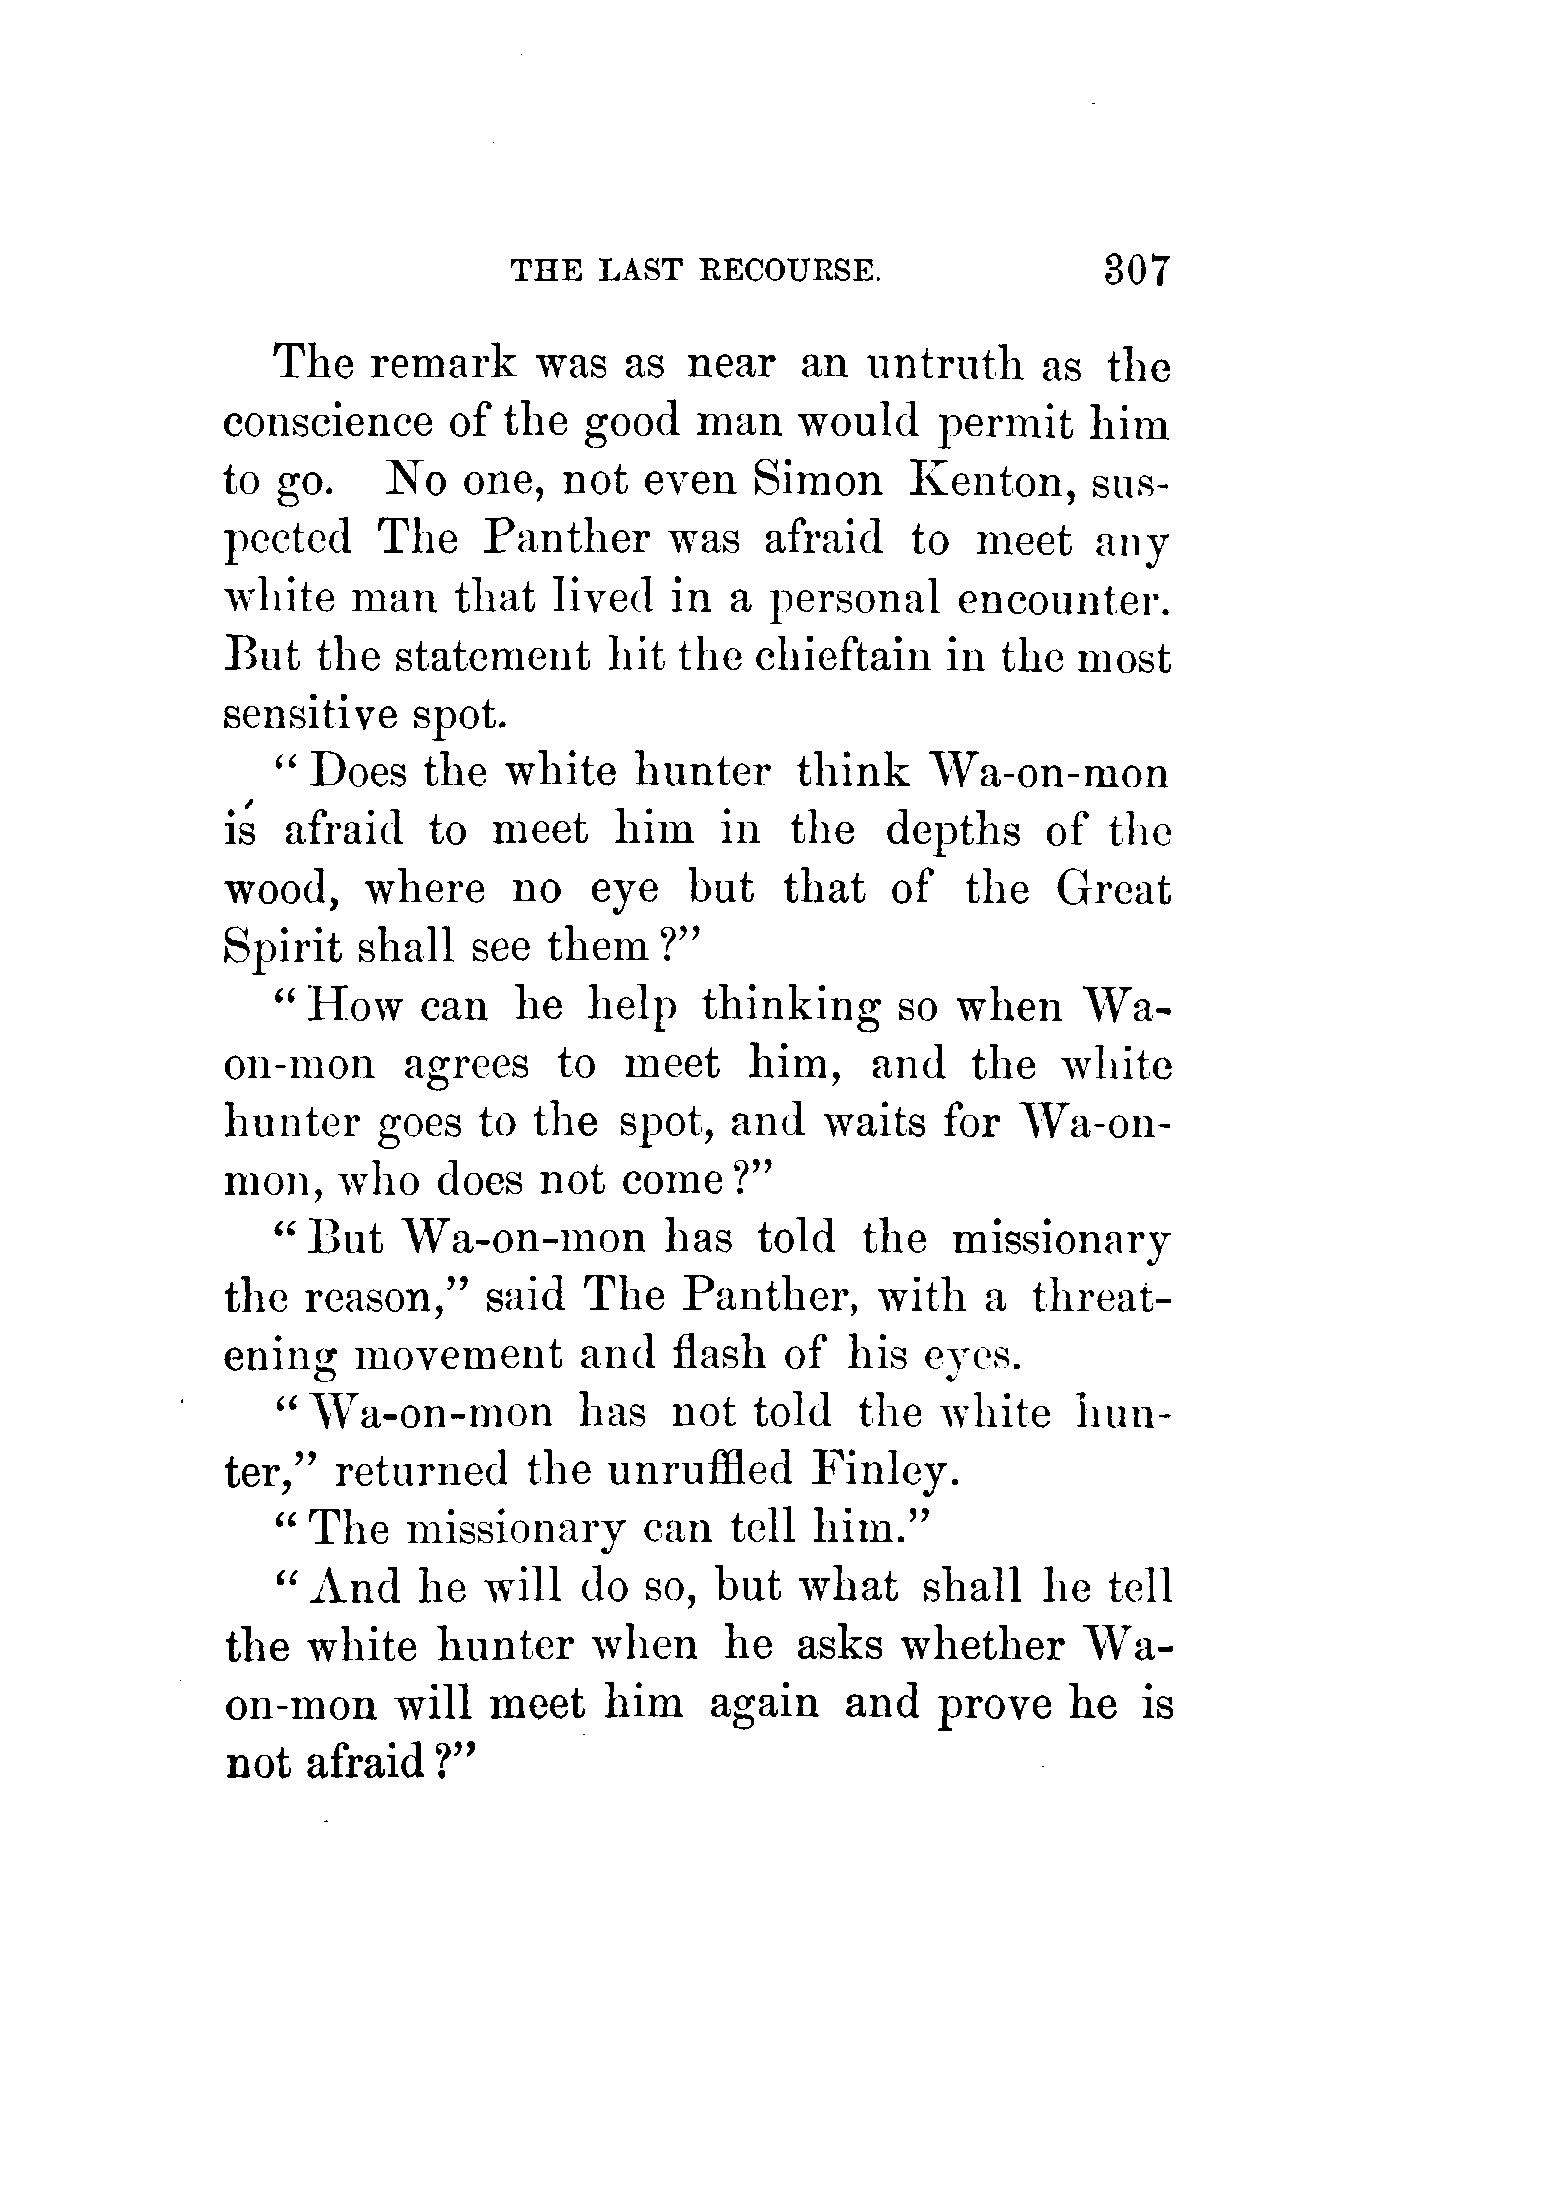 THE LAST RECOURSE. 307
The remark was as near an untruth as the
conscience of the good man would permit him
to go. No one, not even Simon Kenton, sus-
pected The Panther was afraid to meet any
white man that lived in a personal encounter.
But the statement hit the chieftain in the most
sensitive spot.
“ Does the white hunter think Wa-on-mon
is afraid to meet him in the depths of the
wood, where no eye but that of the Great
Spirit shall see them ?”
“ How can he help thinking so when Wa-
on-mon agrees to meet him, and the white
hunter goes to the spot, and waits for Wa-on-
mon, who does not come ?”
“ But Wa-on-mon has told the missionary
the reason,” said The Panther, with a threat-
ening movement and flash of his eyes.
“ Wa-on-mon has not told the white hun-
ter,” returned the unruffled Finley.
“ The missionary can tell him.”
“ And he will do so, but what shall he tell
the white hunter when he asks whether Wa-
on-mon will meet him again and prove he is
not afraid ?”